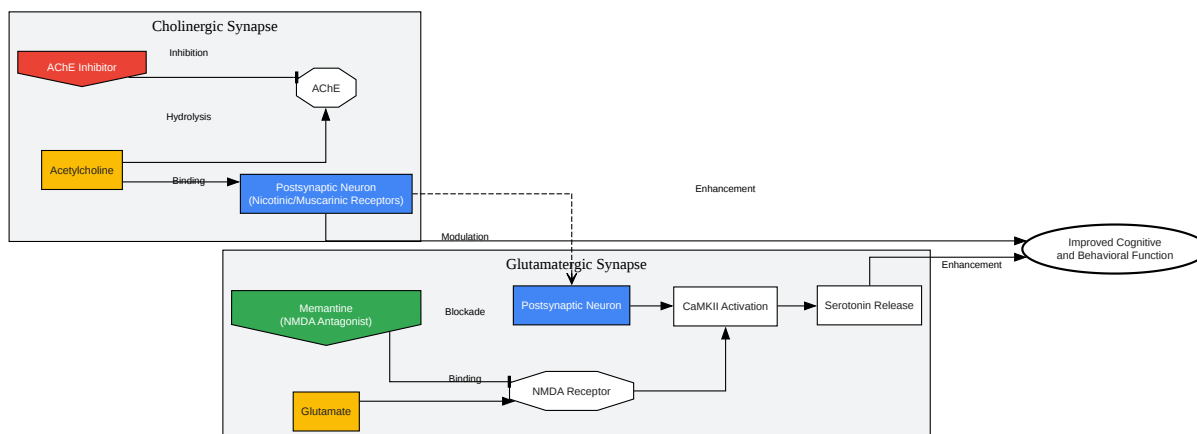 Cholinergic Synapse
Inhibition
AChE Inhibitor
AChE
Hydrolysis
Acetylcholine
Binding
Postsynaptic Neuron
(Nicotinic/Muscarinic Receptors)
Enhancement
Modulation
Improved Cognitive
and Behavioral Function
Glutamatergic Synapse
Enhancement
Memantine
(NMDA Antagonist)
Blockade
Postsynaptic Neuron
CaMKII Activation
Serotonin Release
Binding
NMDA Receptor
Glutamate